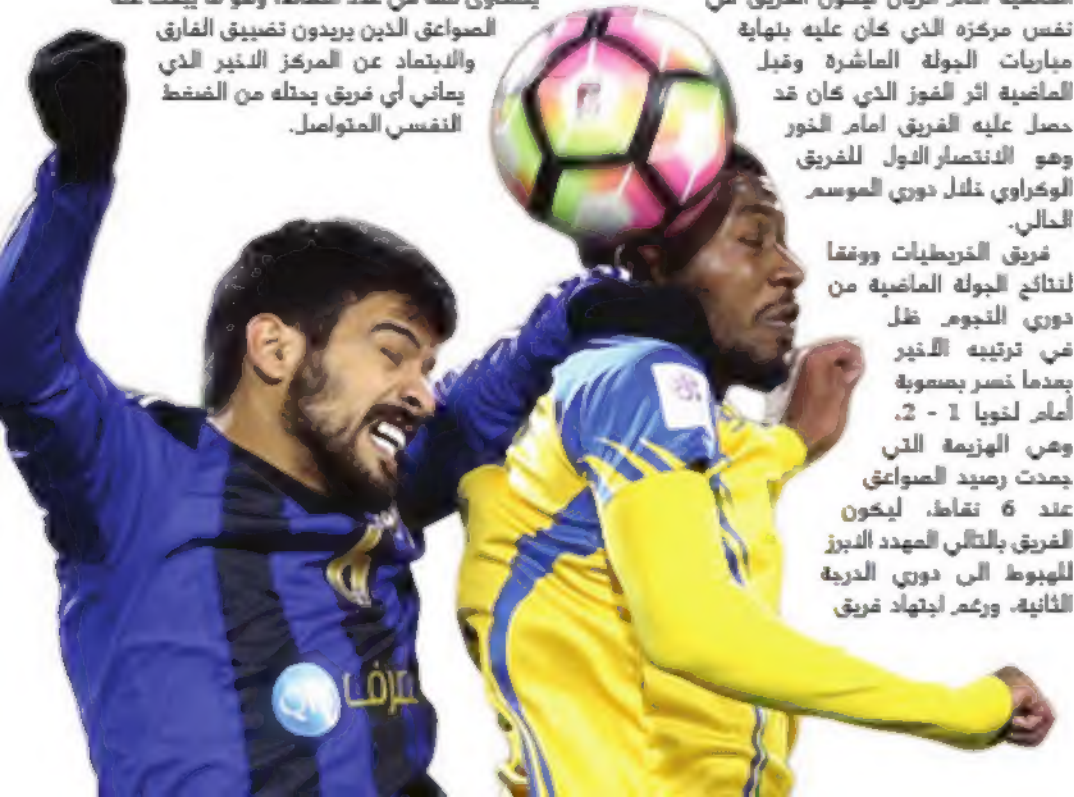 نفس مركزه الذي كان عليه بنهاية
مباريات الجولة العاشرة وقبل
الماضية اثر الفوز الذي كان قد
حصل عليه الفريق امام الخور
وهو الانتصار الاول للفريق
الوكراوي خلال دوري الموسم
الحالي.
فريق الخريطيات ووفقا
لنتائج الجولة الماضية من
دوري النجوم ظل
في ترتيبه الأخير
بعدما خسر بصعوبة
أمام لخويا 1 - 2،
وهي الهزيمة التي
جمدت رصيد الصواعق
عند 6 نقاط، ليكون
الفريق بالتالي المهدد الابرز
للهبوط الى دوري الدرجة
الثانية، ورغم اجتهاد فريق
الصواعق الذين يريدون تضييق الفارق
والابتعاد عن المركز الاخير الذي
يعاني أي فريق يحتله من الضغط
النفسي المتواصل.
QNB